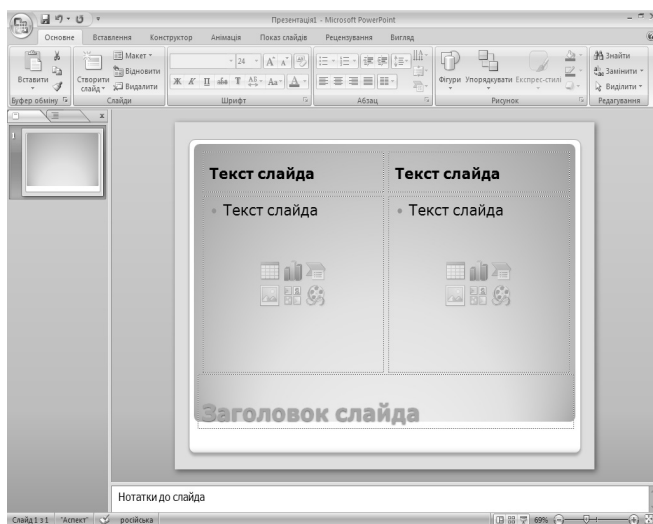 Презентація1 - Microsoft PowerPoint
Основне Вставлення Конструктор Анімація Показ слайдів Рецензування Вигляд
Вставити
Створити слайд
Макет
Відновити
Видалити
24
Ж К П abc Т AV Aa A
Фігури Упорядкувати Експрес-стилі
Знайти
Замінити
Виділити
Буфер обміну Слайди Шрифт Абзац Рисунок Редагування
1
Текст слайда Текст слайда
• Текст слайда • Текст слайда
Заголовок слайда
Нотатки до слайда
Слайд 1 з 1 "Аспект" російська 69%